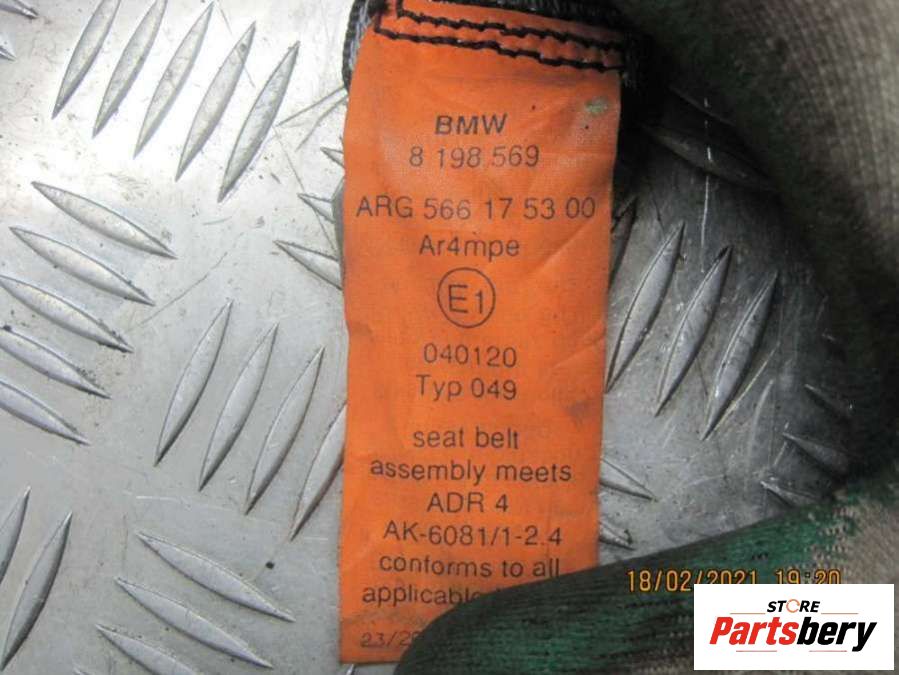 BMW
8 198 569
ARG 566 17 53 00
Ar4mpe
E1
040120
Typ 049
seat belt
assembly meets
ADR 4
AK-6081/1-2.4
conforms to all
applicable
18/02/2021 19:20
STORE
Partsbery